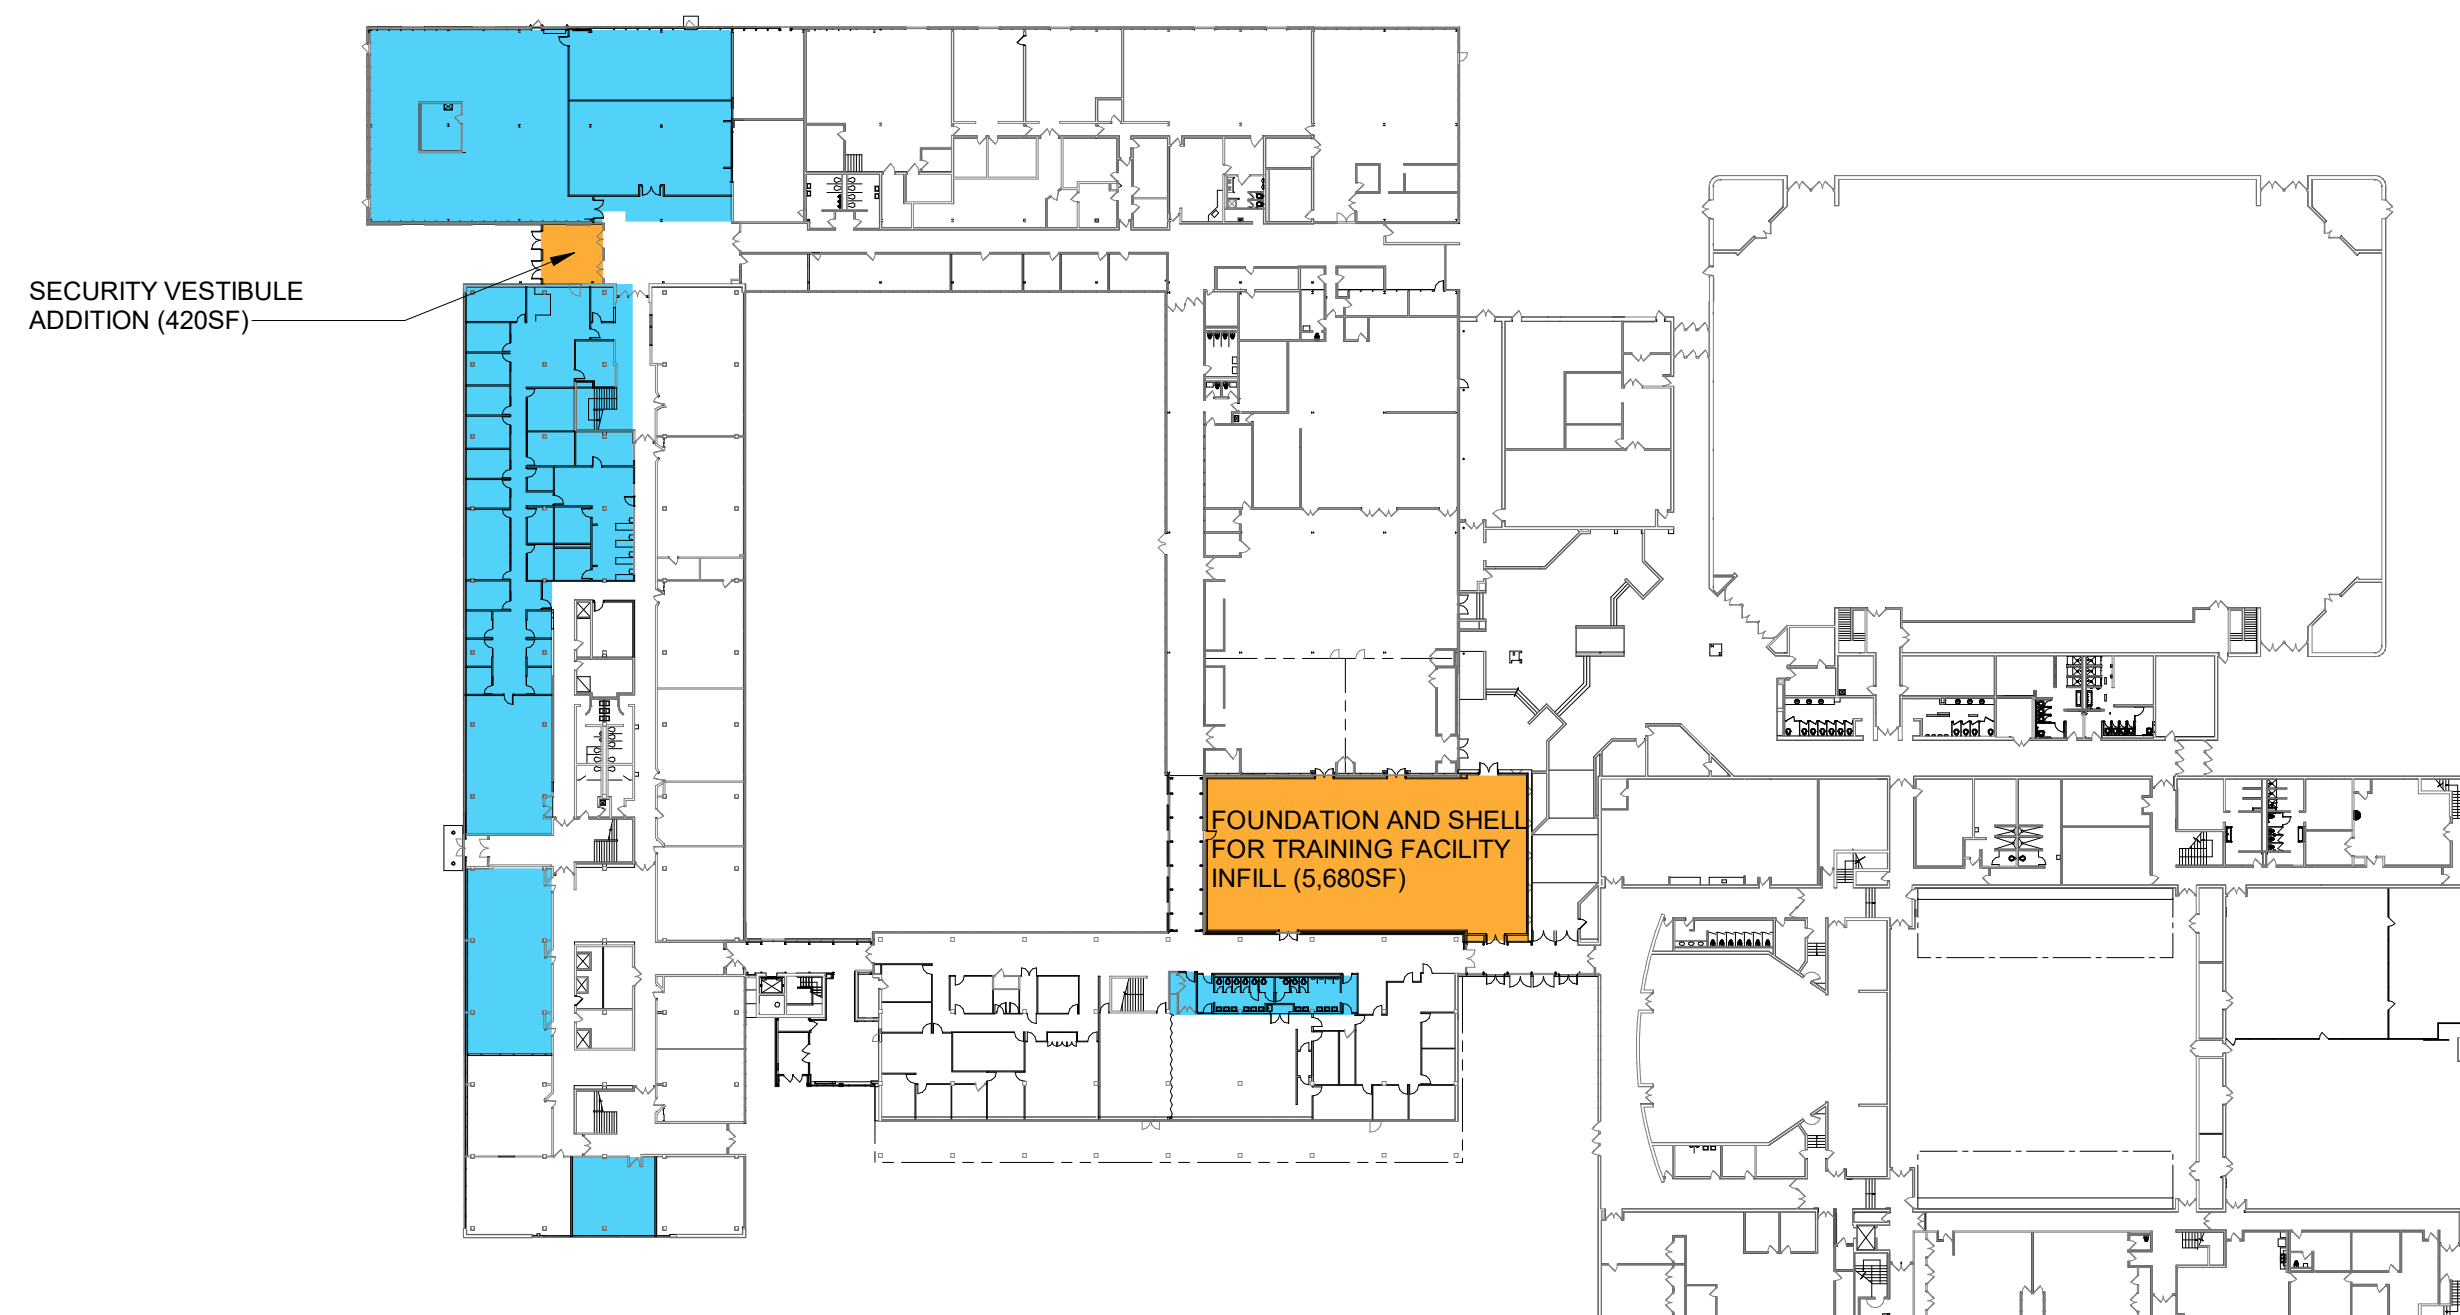 SECURITY VESTIBULE
ADDITION (420SF)
FOUNDATION AND SHELL
FOR TRAINING FACILITY
INFILL (5,680SF)